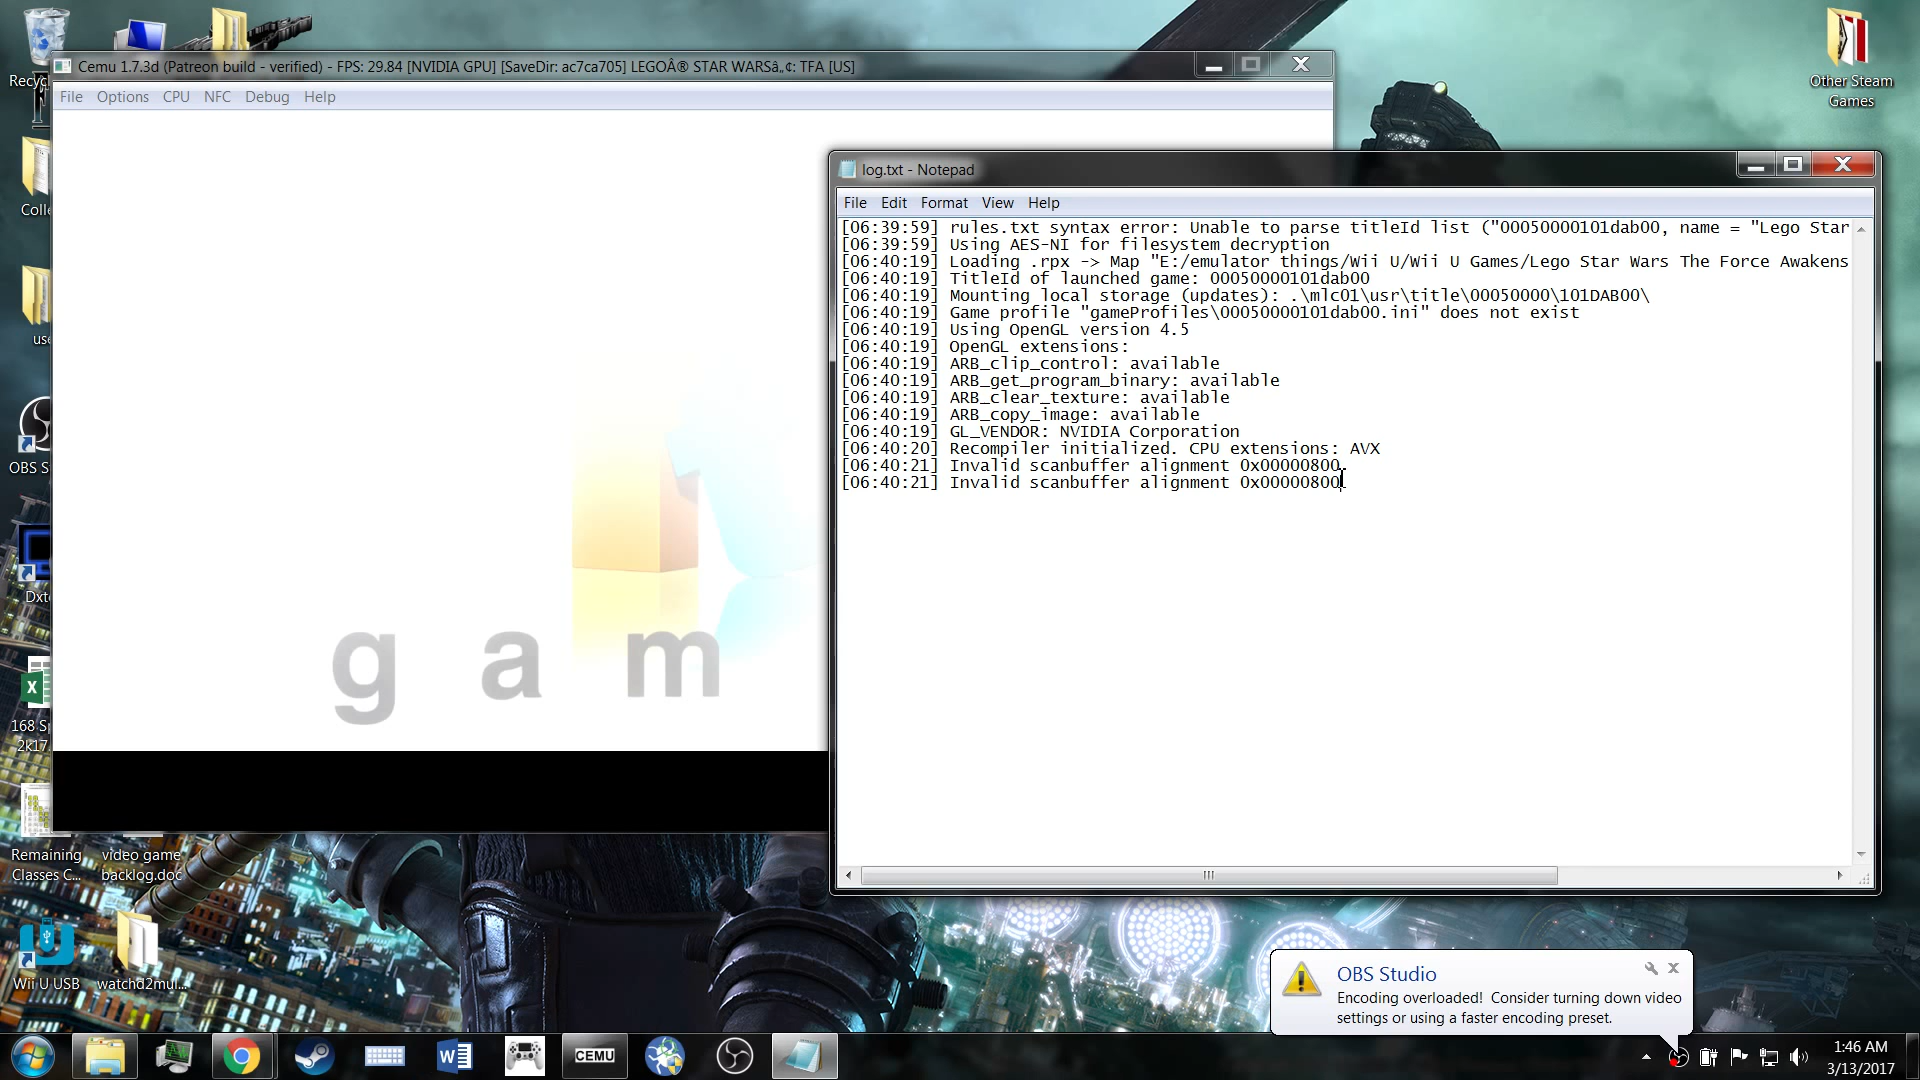 Recyc
Other Steam
Games
Cemu 1.7.3d (Patreon build - verified) - FPS: 29.84 [NVIDIA GPU] [SaveDir: ac7ca705] LEGOÂ® STAR WARSâ„¢: TFA [US]
File Options CPU NFC Debug Help
g a m
log.txt - Notepad
File Edit Format View Help
[06:39:59] rules.txt syntax error: Unable to parse titleId list ("00050000101dab00, name = "Lego Star
[06:39:59] Using AES-NI for filesystem decryption
[06:40:19] Loading .rpx -> Map "E:/emulator things/Wii U/Wii U Games/Lego Star Wars The Force Awakens
[06:40:19] TitleId of launched game: 00050000101dab00
[06:40:19] Mounting local storage (updates): .\mlc01\usr\title\00050000\101DAB00\
[06:40:19] Game profile "gameProfiles\00050000101dab00.ini" does not exist
[06:40:19] Using OpenGL version 4.5
[06:40:19] OpenGL extensions:
[06:40:19] ARB_clip_control: available
[06:40:19] ARB_get_program_binary: available
[06:40:19] ARB_clear_texture: available
[06:40:19] ARB_copy_image: available
[06:40:19] GL_VENDOR: NVIDIA Corporation
[06:40:20] Recompiler initialized. CPU extensions: AVX
[06:40:21] Invalid scanbuffer alignment 0x00000800
[06:40:21] Invalid scanbuffer alignment 0x00000800
Colle
use
OBS S
Dxto
168 Sp
2k17
Remaining
Classes C...
video game
backlog.doc
Wii U USB
watchd2mul...
OBS Studio
Encoding overloaded! Consider turning down video
settings or using a faster encoding preset.
CEMU
1:46 AM
3/13/2017